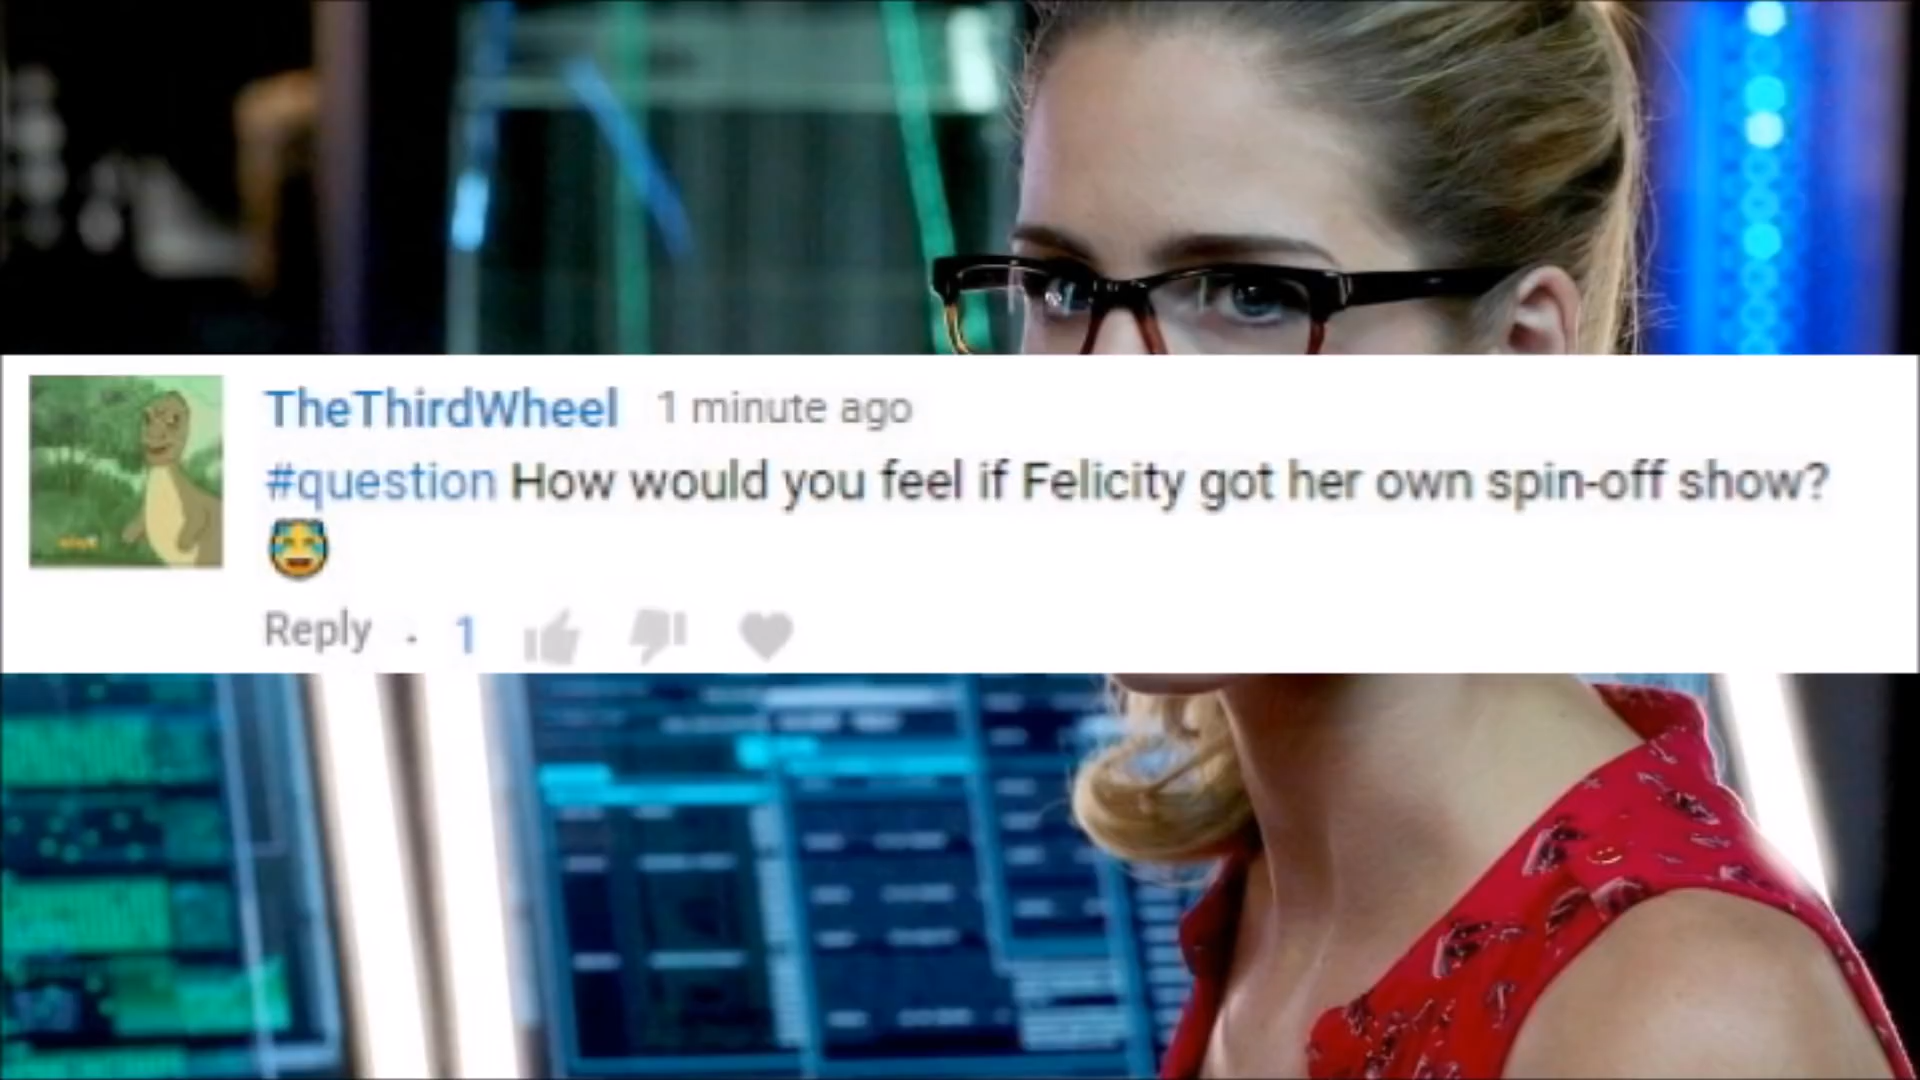 TheThirdWheel 1 minute ago
#question How would you feel if Felicity got her own spin-off show?
😂
Reply . 1